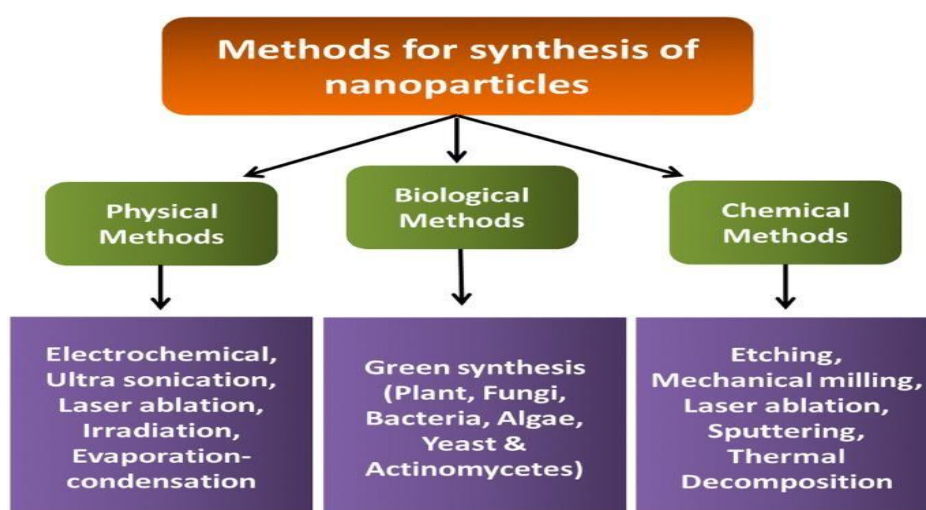 Methods for synthesis of
nanoparticles
Physical
Methods
Biological
Methods
Chemical
Methods
Electrochemical,
Ultra sonication,
Laser ablation,
Irradiation,
Evaporation-
condensation
Green synthesis
(Plant, Fungi,
Bacteria, Algae,
Yeast &
Actinomycetes)
Etching,
Mechanical milling,
Laser ablation,
Sputtering,
Thermal
Decomposition